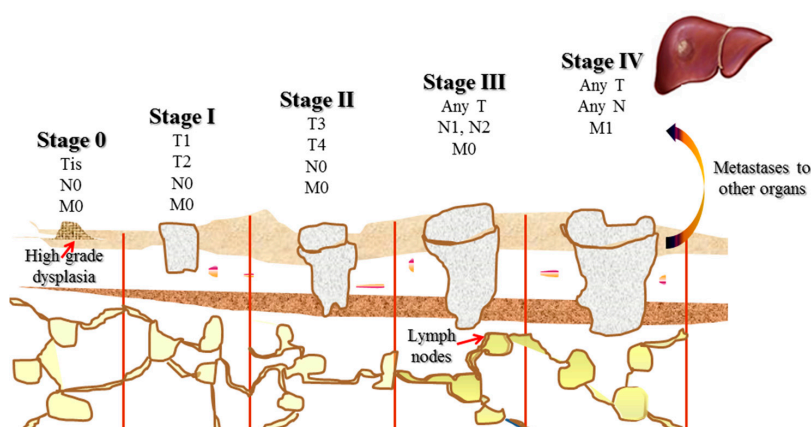 Stage 0
Tis
N0
M0
High grade
dysplasia
Stage I
T1
T2
N0
M0
Stage II
T3
T4
N0
M0
Stage III
Any T
N1, N2
M0
Lymph
nodes
Stage IV
Any T
Any N
M1
Metastases to
other organs